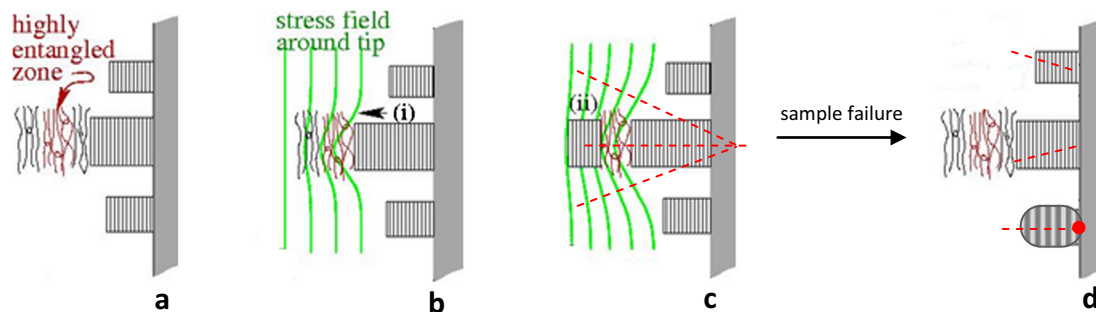 highly
entangled
zone
stress field
around tip
(i)
(ii)
sample failure
a
b
c
d